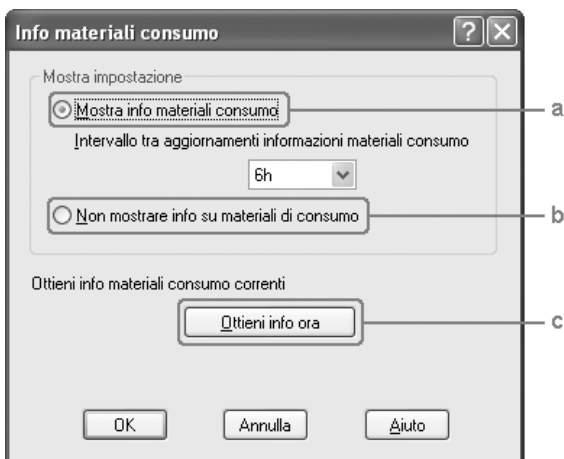 Info materiali consumo
Mostra impostazione
Mostra info materiali consumo
a
Intervallo tra aggiornamenti informazioni materiali consumo
6h
Non mostrare info su materiali di consumo
b
Ottieni info materiali consumo correnti
Ottieni info ora
c
OK Annulla Aiuto